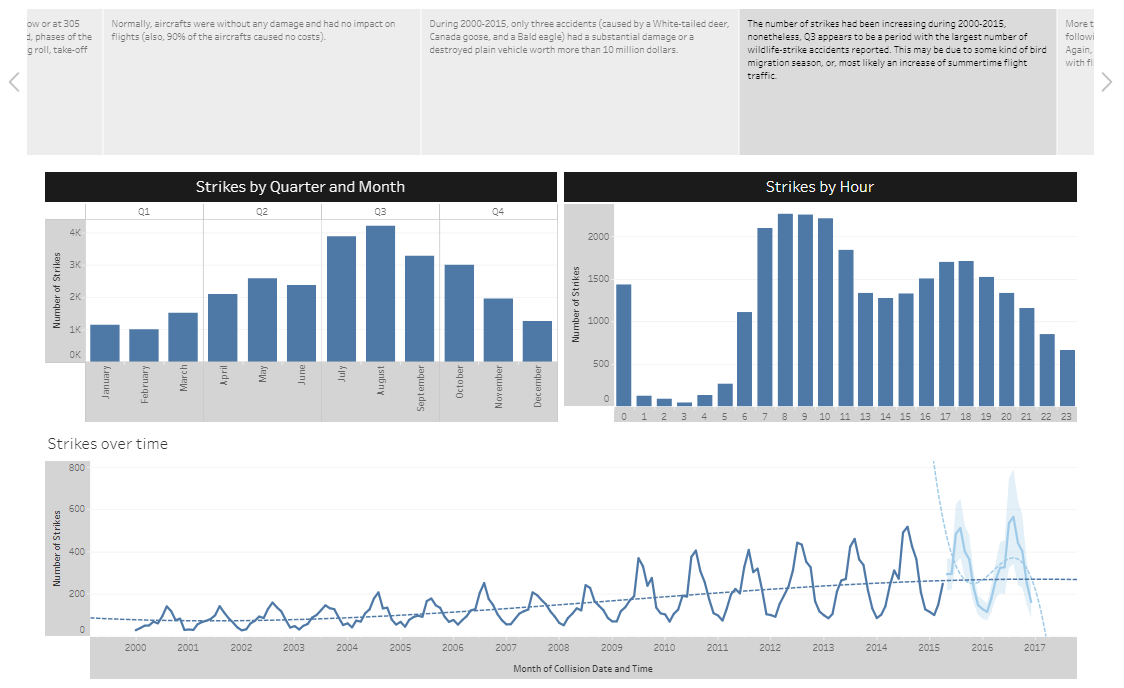 ow or at 305
d, phases of the
g roll, take-off
Normally, aircrafts were without any damage and had no impact on
flights (also, 90% of the aircrafts caused no costs).
During 2000-2015, only three accidents (caused by a White-tailed deer,
Canada goose, and a Bald eagle) had a substantial damage or a
destroyed plain vehicle worth more than 10 million dollars.
The number of strikes had been increasing during 2000-2015,
nonetheless, Q3 appears to be a period with the largest number of
wildlife-strike accidents reported. This may be due to some kind of bird
migration season, or, most likely an increase of summertime flight
traffic.
More t
followi
Again,
with fl
Strikes by Quarter and Month
Q1 Q2 Q3 Q4
Number of Strikes
4K
3K
2K
1K
0K
January February March April May June July August September October November December
Strikes by Hour
Number of Strikes
2000
1500
1000
500
0
0 1 2 3 4 5 6 7 8 9 10 11 12 13 14 15 16 17 18 19 20 21 22 23
Strikes over time
Number of Strikes
800
600
400
200
0
2000 2001 2002 2003 2004 2005 2006 2007 2008 2009 2010 2011 2012 2013 2014 2015 2016 2017
Month of Collision Date and Time